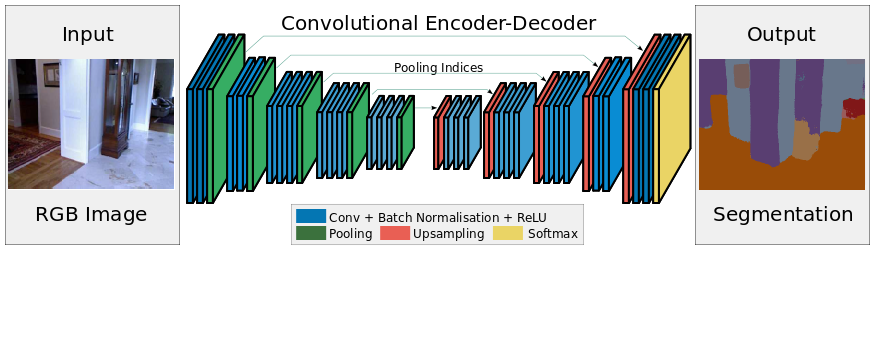 Convolutional Encoder-Decoder
Input
Output
Pooling Indices
RGB Image
Segmentation
Conv + Batch Normalisation + ReLU
Pooling Upsampling Softmax